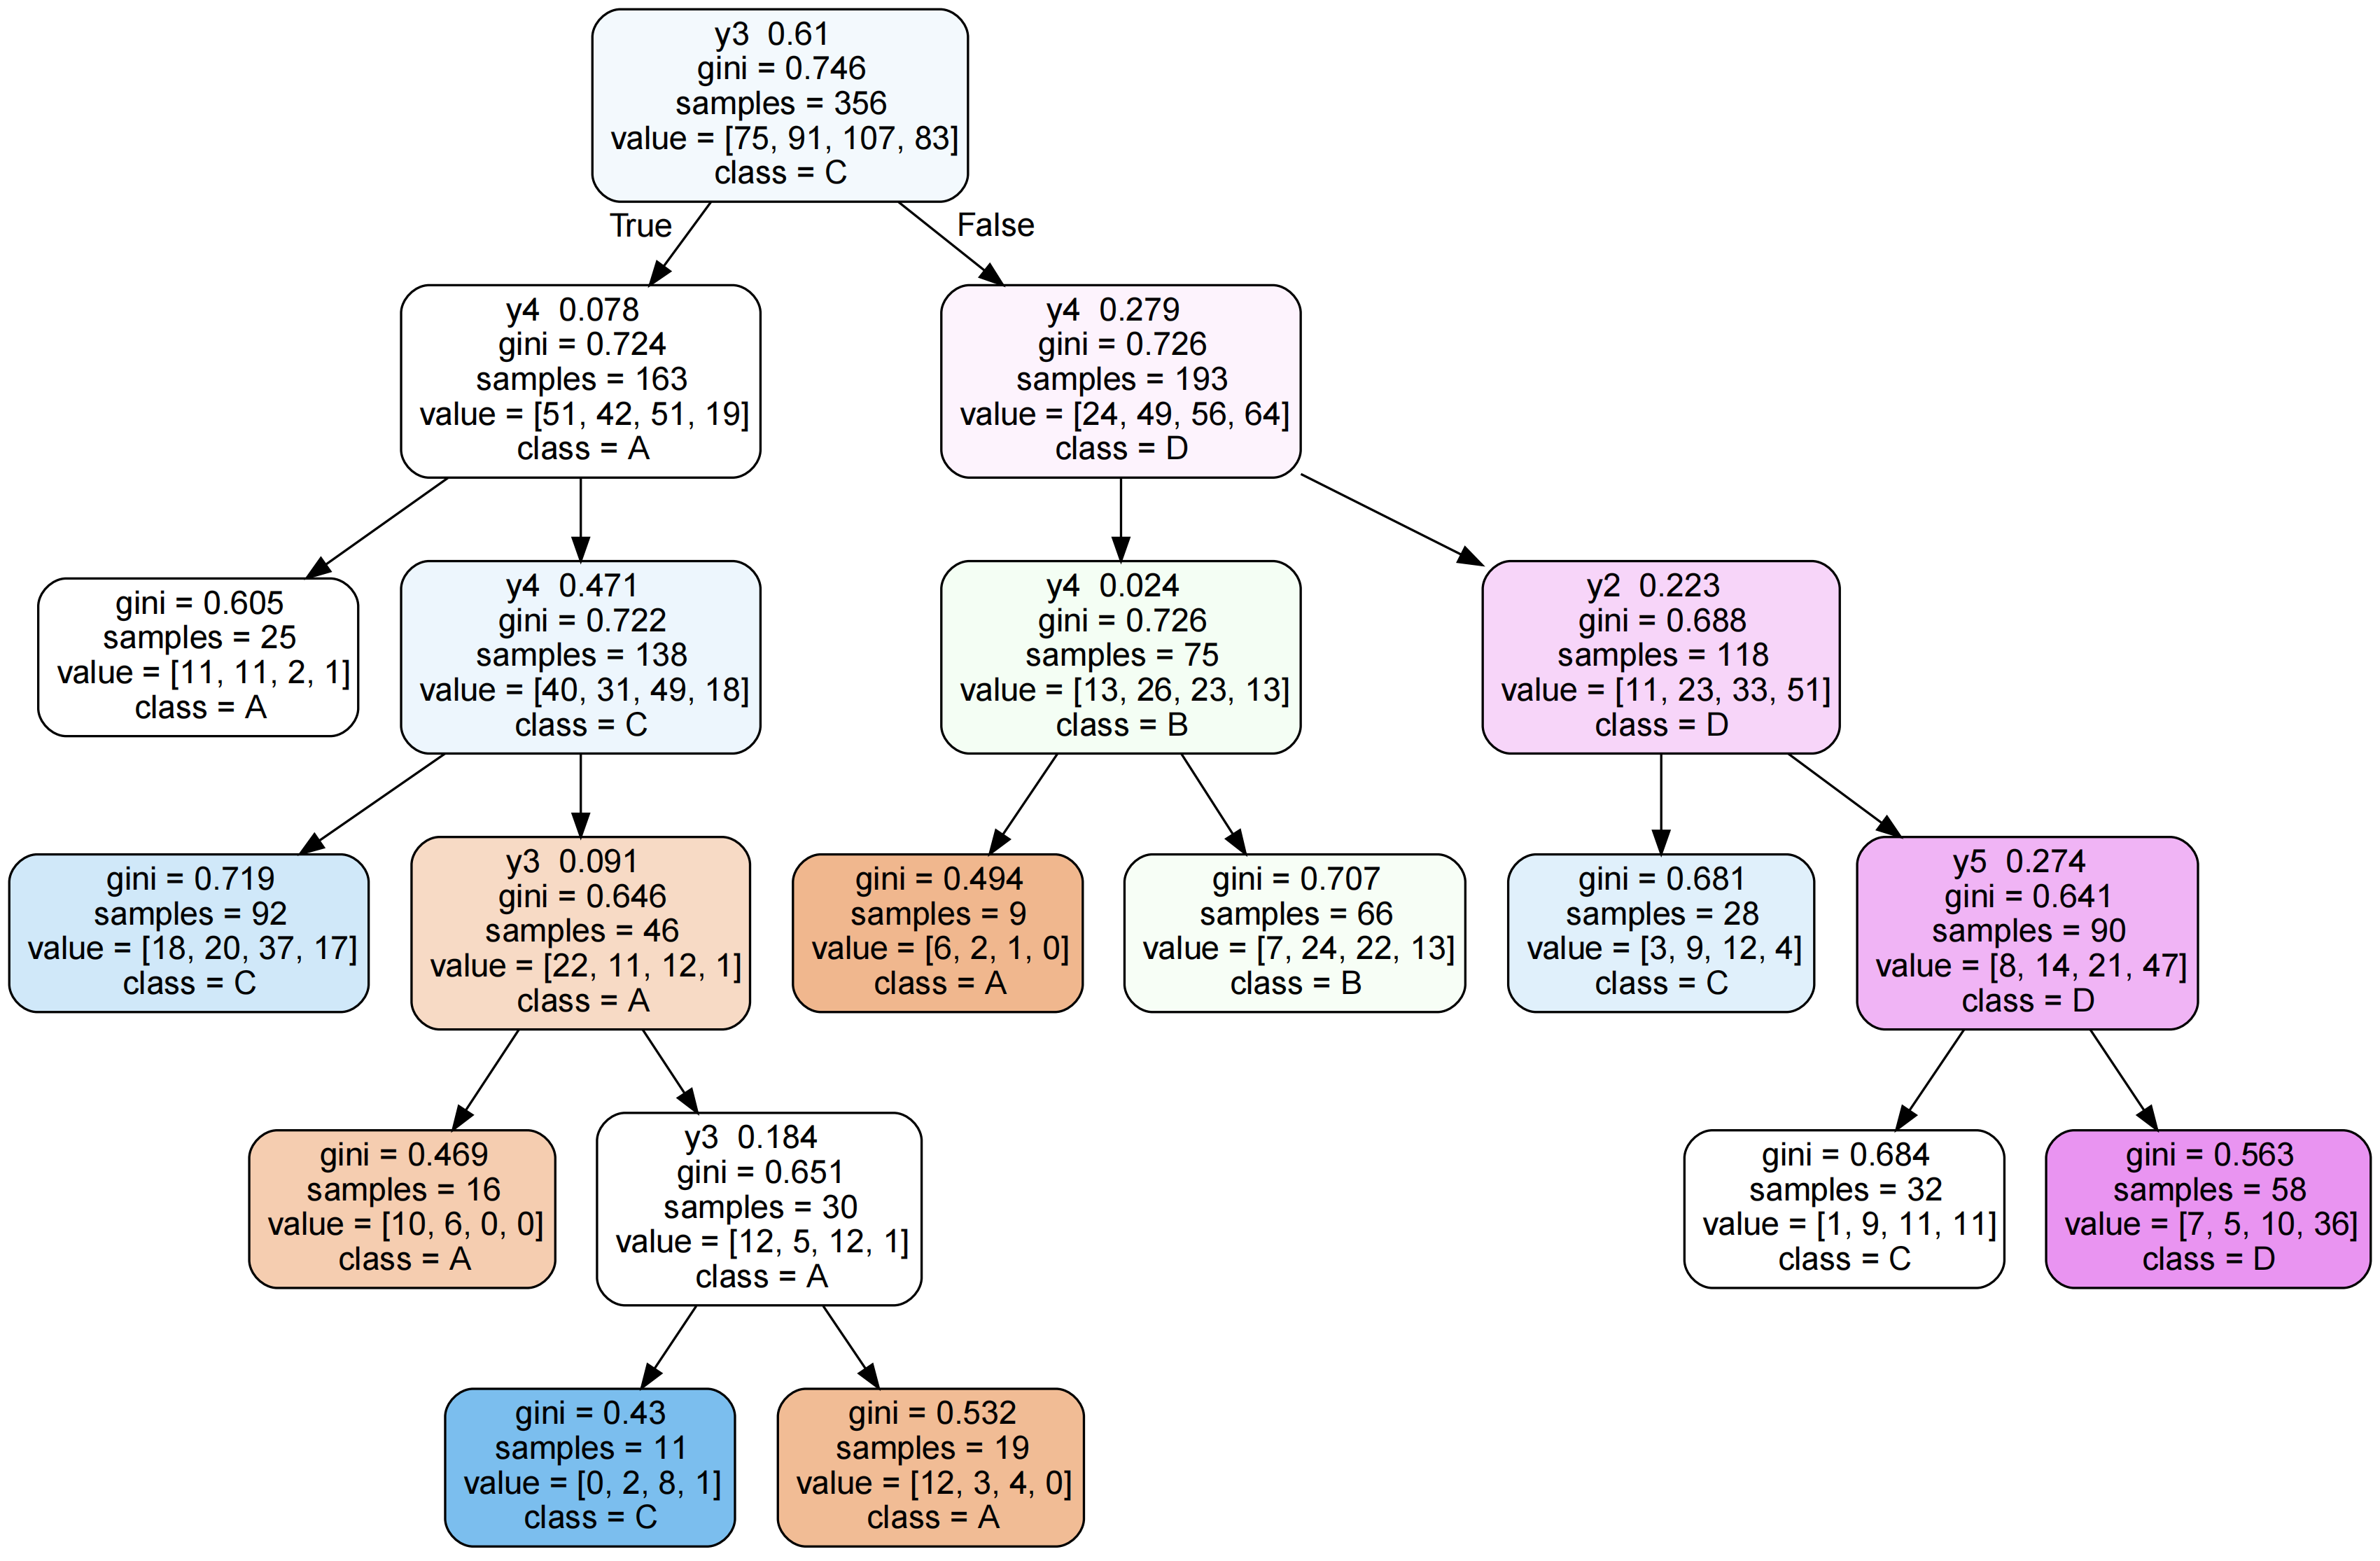 y3  0.61
gini = 0.746
samples = 356
value = [75, 91, 107, 83]
class = C
True
False
y4  0.078
gini = 0.724
samples = 163
value = [51, 42, 51, 19]
class = A
y4  0.279
gini = 0.726
samples = 193
value = [24, 49, 56, 64]
class = D
gini = 0.605
samples = 25
value = [11, 11, 2, 1]
class = A
y4  0.471
gini = 0.722
samples = 138
value = [40, 31, 49, 18]
class = C
y4  0.024
gini = 0.726
samples = 75
value = [13, 26, 23, 13]
class = B
y2  0.223
gini = 0.688
samples = 118
value = [11, 23, 33, 51]
class = D
gini = 0.719
samples = 92
value = [18, 20, 37, 17]
class = C
y3  0.091
gini = 0.646
samples = 46
value = [22, 11, 12, 1]
class = A
gini = 0.494
samples = 9
value = [6, 2, 1, 0]
class = A
gini = 0.707
samples = 66
value = [7, 24, 22, 13]
class = B
gini = 0.681
samples = 28
value = [3, 9, 12, 4]
class = C
y5  0.274
gini = 0.641
samples = 90
value = [8, 14, 21, 47]
class = D
gini = 0.469
samples = 16
value = [10, 6, 0, 0]
class = A
y3  0.184
gini = 0.651
samples = 30
value = [12, 5, 12, 1]
class = A
gini = 0.684
samples = 32
value = [1, 9, 11, 11]
class = C
gini = 0.563
samples = 58
value = [7, 5, 10, 36]
class = D
gini = 0.43
samples = 11
value = [0, 2, 8, 1]
class = C
gini = 0.532
samples = 19
value = [12, 3, 4, 0]
class = A